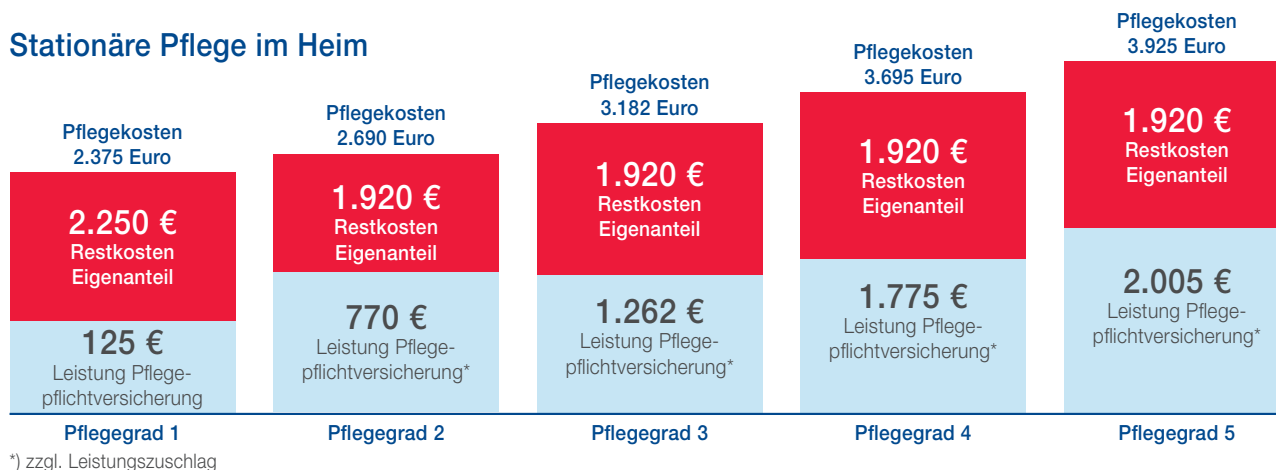 Stationäre Pflege im Heim
Pflegekosten
2.375 Euro
2.250 €
Restkosten
Eigenanteil
125 €
Leistung Pflege-
pflichtversicherung
Pflegegrad 1
Pflegekosten
2.690 Euro
1.920 €
Restkosten
Eigenanteil
770 €
Leistung Pflege-
pflichtversicherung*
Pflegegrad 2
Pflegekosten
3.182 Euro
1.920 €
Restkosten
Eigenanteil
1.262 €
Leistung Pflege-
pflichtversicherung*
Pflegegrad 3
Pflegekosten
3.695 Euro
1.920 €
Restkosten
Eigenanteil
1.775 €
Leistung Pflege-
pflichtversicherung*
Pflegegrad 4
Pflegekosten
3.925 Euro
1.920 €
Restkosten
Eigenanteil
2.005 €
Leistung Pflege-
pflichtversicherung*
Pflegegrad 5
*) zzgl. Leistungszuschlag